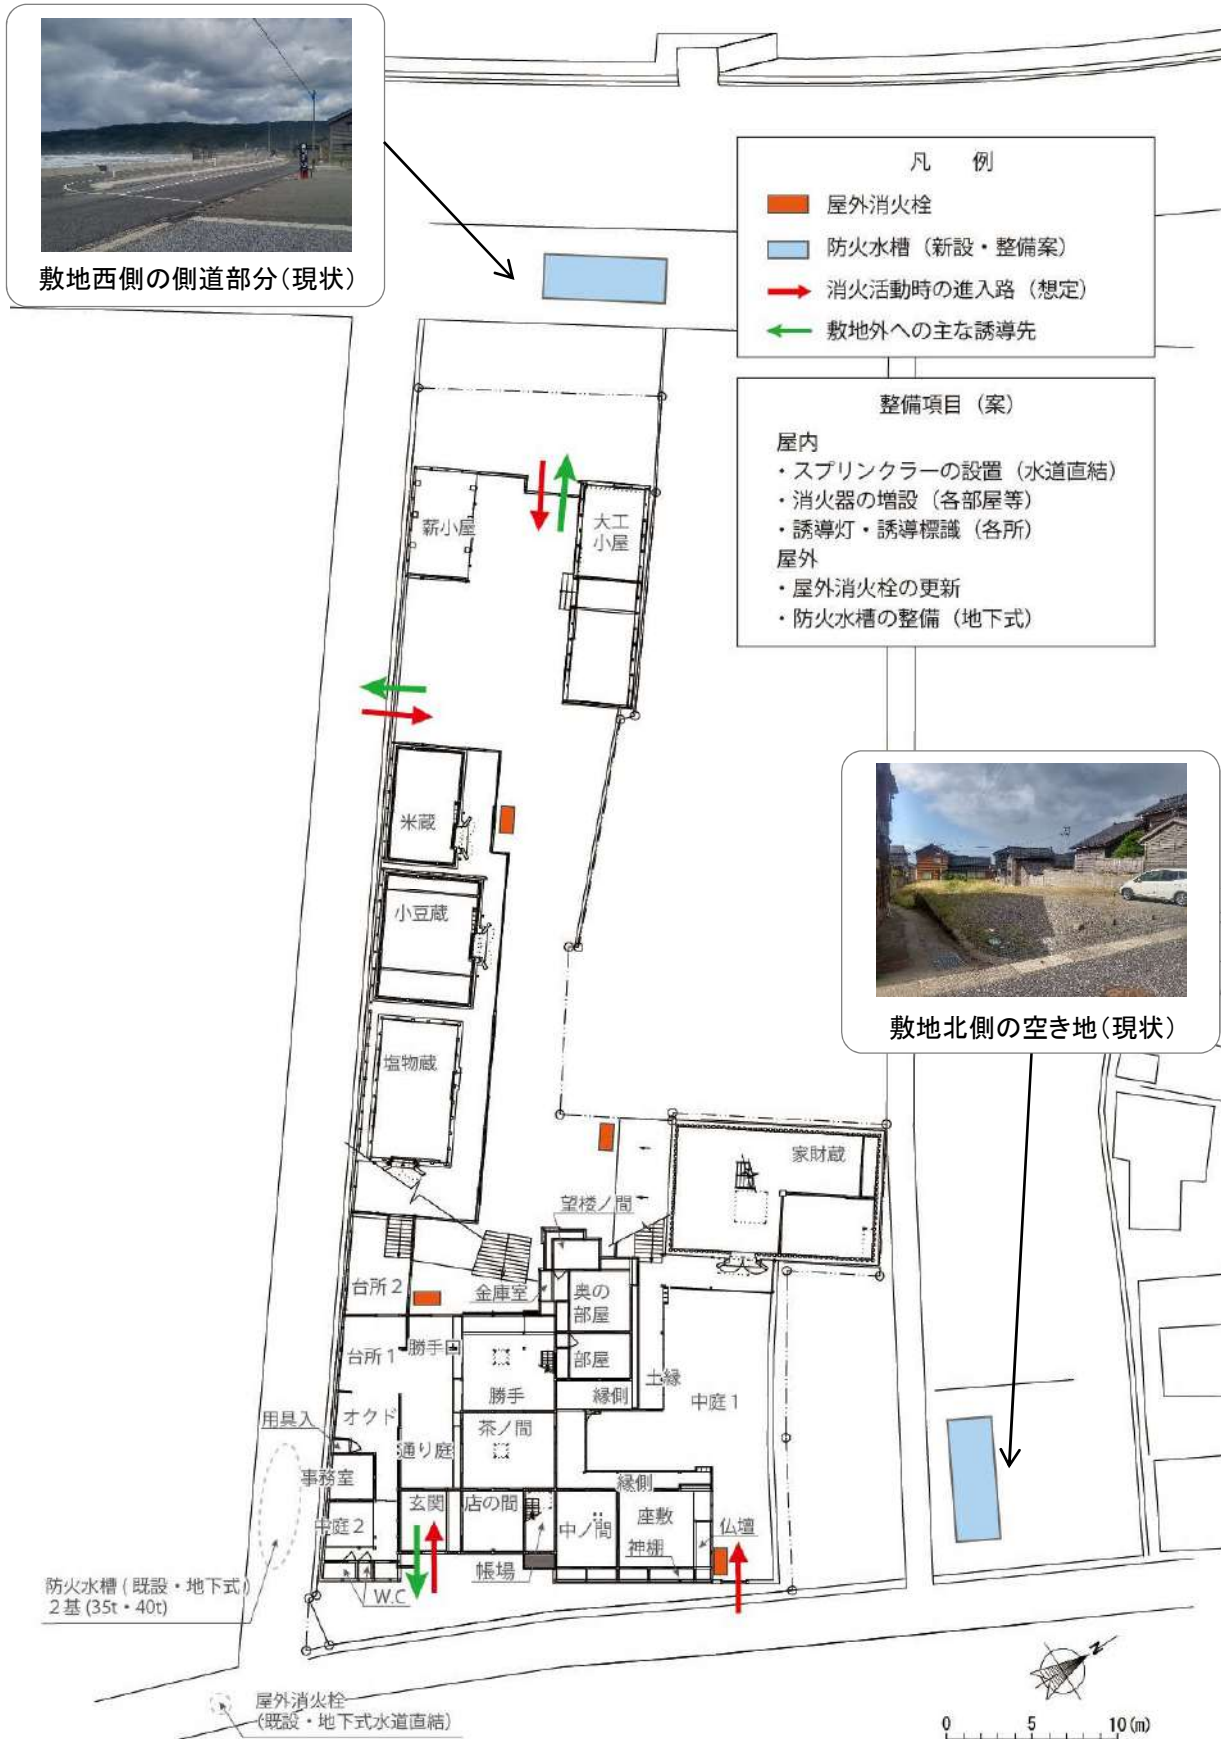 敷地西側の側道部分(現状)
凡　例
屋外消火栓
防火水槽（新設・整備案）
消火活動時の進入路（想定）
敷地外への主な誘導先
整備項目（案）
屋内
・スプリンクラーの設置（水道直結）
・消火器の増設（各部屋等）
・誘導灯・誘導標識（各所）
屋外
・屋外消火栓の更新
・防火水槽の整備（地下式）
薪小屋
大工
小屋
米蔵
小豆蔵
塩物蔵
敷地北側の空き地(現状)
家財蔵
望楼ノ間
台所2
金庫室
奥の
部屋
台所1
勝手口
部屋
勝手
縁側
土縁
中庭1
用具入
オクド
通り庭
茶ノ間
事務室
縁側
玄関
店の間
中庭2
中ノ間
座敷
仏壇
神棚
帳場
W.C
防火水槽(既設・地下式)
2基(35t・40t)
屋外消火栓
(既設・地下式水道直結)
N
0 5 10(m)